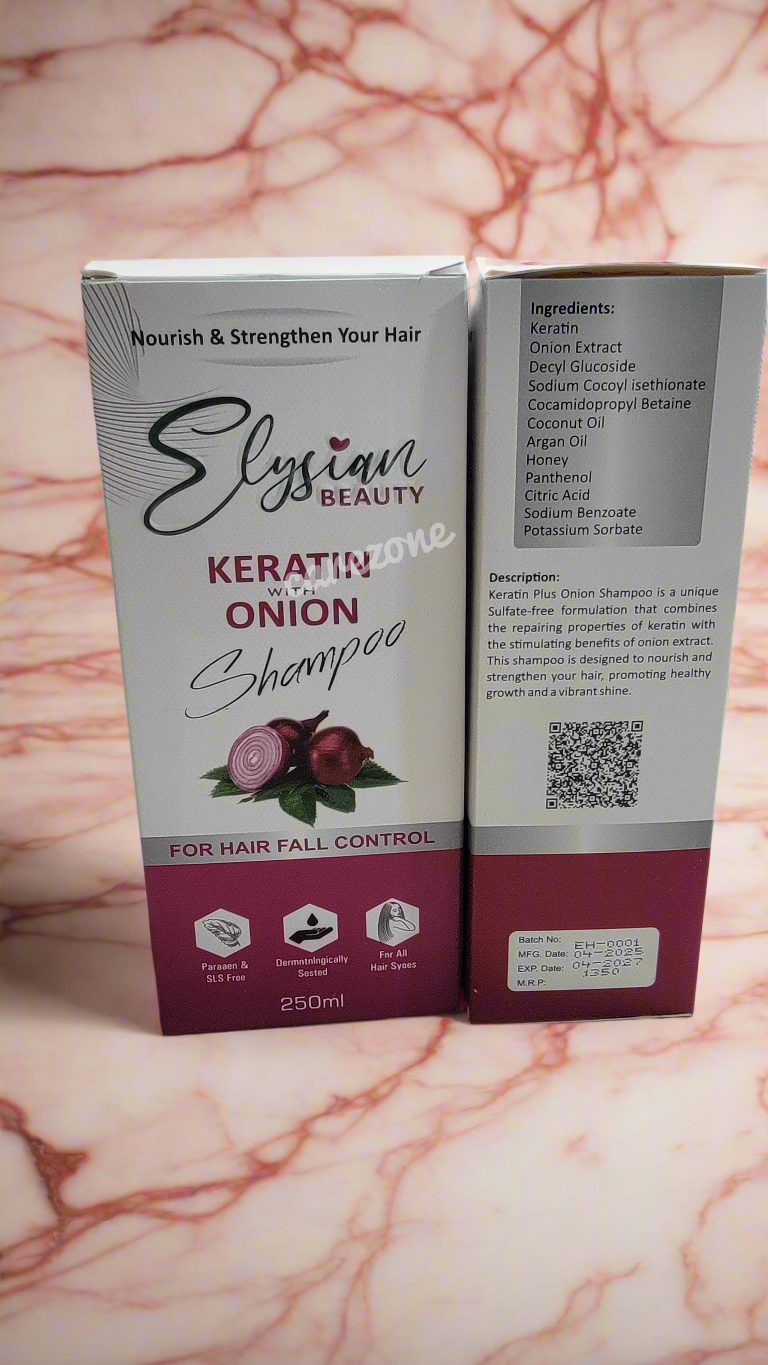 Nourish & Strengthen Your Hair
Elysian
BEAUTY
KERATIN
WITH
ONION
Shampoo
FOR HAIR FALL CONTROL
Paraaen &
SLS Free
Dermntnlngically
Sested
Fnr All
Hair Syoes
250ml
Ingredients:
Keratin
Onion Extract
Decyl Glucoside
Sodium Cocoyl isethionate
Cocamidopropyl Betaine
Coconut Oil
Argan Oil
Honey
Panthenol
Citric Acid
Sodium Benzoate
Potassium Sorbate
Description:
Keratin Plus Onion Shampoo is a unique
Sulfate-free formulation that combines
the repairing properties of keratin with
the stimulating benefits of onion extract.
This shampoo is designed to nourish and
strengthen your hair, promoting healthy
growth and a vibrant shine.
Batch No: EH-0001
MFG. Date: 04-2025
EXP. Date: 04-2027
M.R.P: 1350